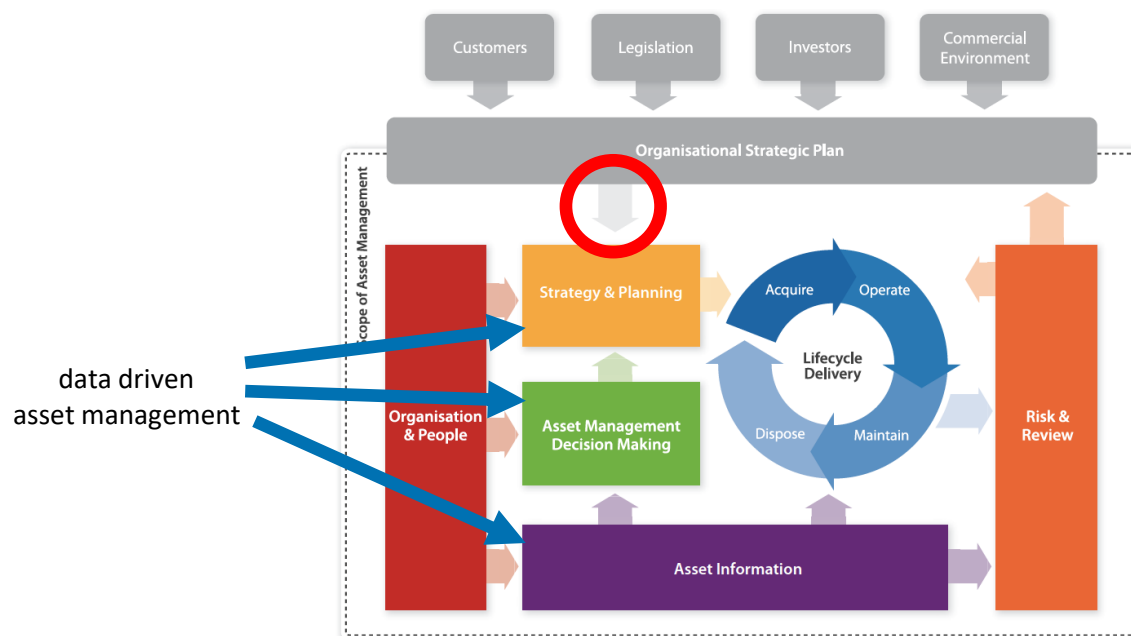 Customers
Legislation
Investors
Commercial
Environment
Organisational Strategic Plan
Scope of Asset Management
Strategy & Planning
Acquire
Operate
Lifecycle
Delivery
Dispose
Maintain
data driven
asset management
Organisation
& People
Asset Management
Decision Making
Risk &
Review
Asset Information